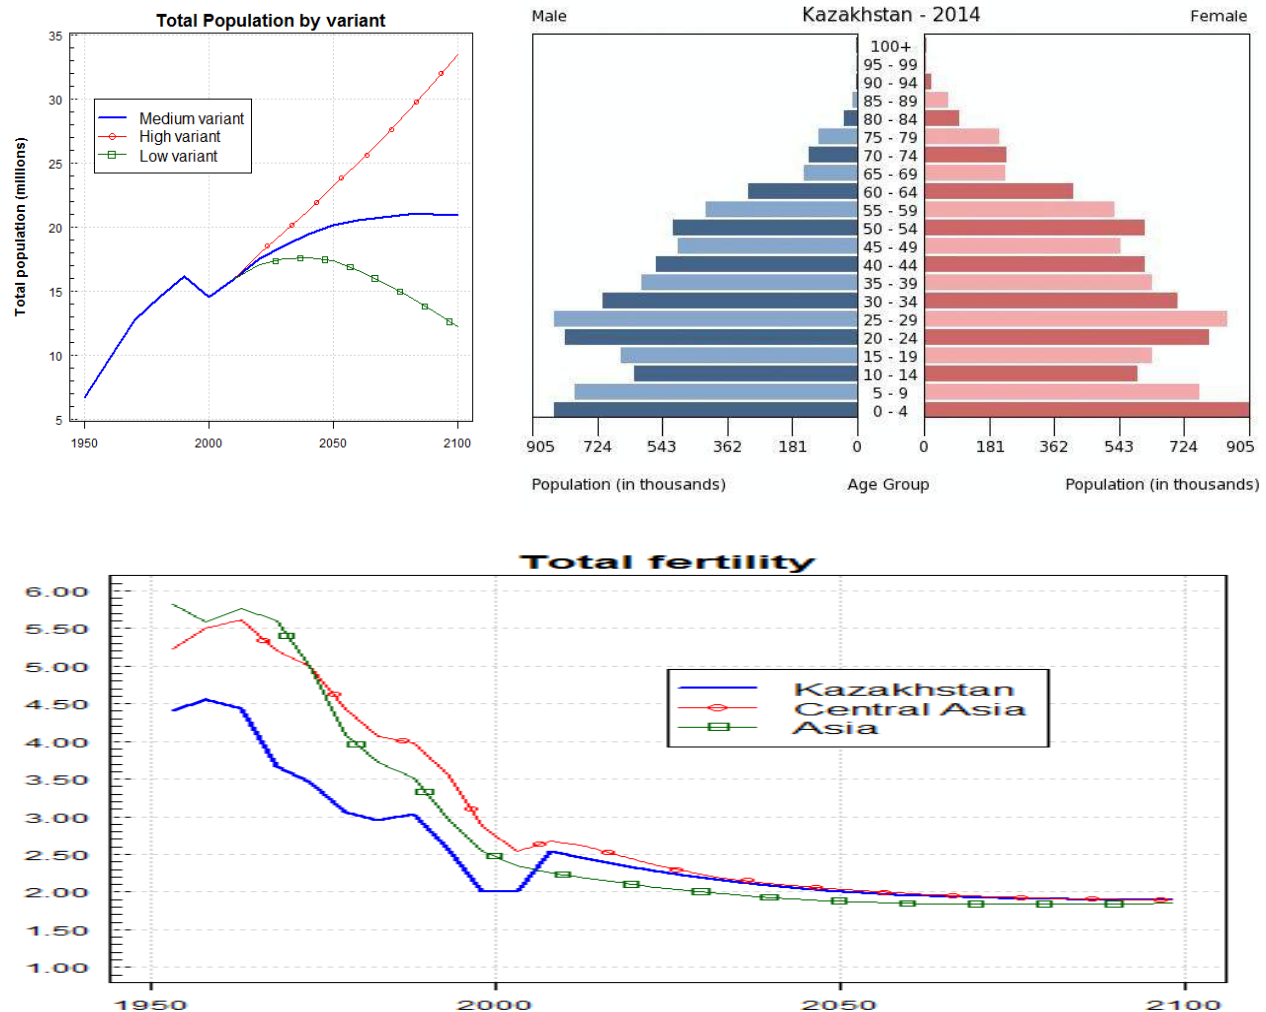 Total Population by variant
Total population (millions)
35
30
25
20
15
10
5
1950
2000
2050
2100
Medium variant
High variant
Low variant
Male
Kazakhstan - 2014
Female
100+
95 - 99
90 - 94
85 - 89
80 - 84
75 - 79
70 - 74
65 - 69
60 - 64
55 - 59
50 - 54
45 - 49
40 - 44
35 - 39
30 - 34
25 - 29
20 - 24
15 - 19
10 - 14
5 - 9
0 - 4
905 724 543 362 181 0 0 181 362 543 724 905
Population (in thousands)
Age Group
Population (in thousands)
Total fertility
6.00
5.50
5.00
4.50
4.00
3.50
3.00
2.50
2.00
1.50
1.00
Kazakhstan
Central Asia
Asia
1950
2000
2050
2100